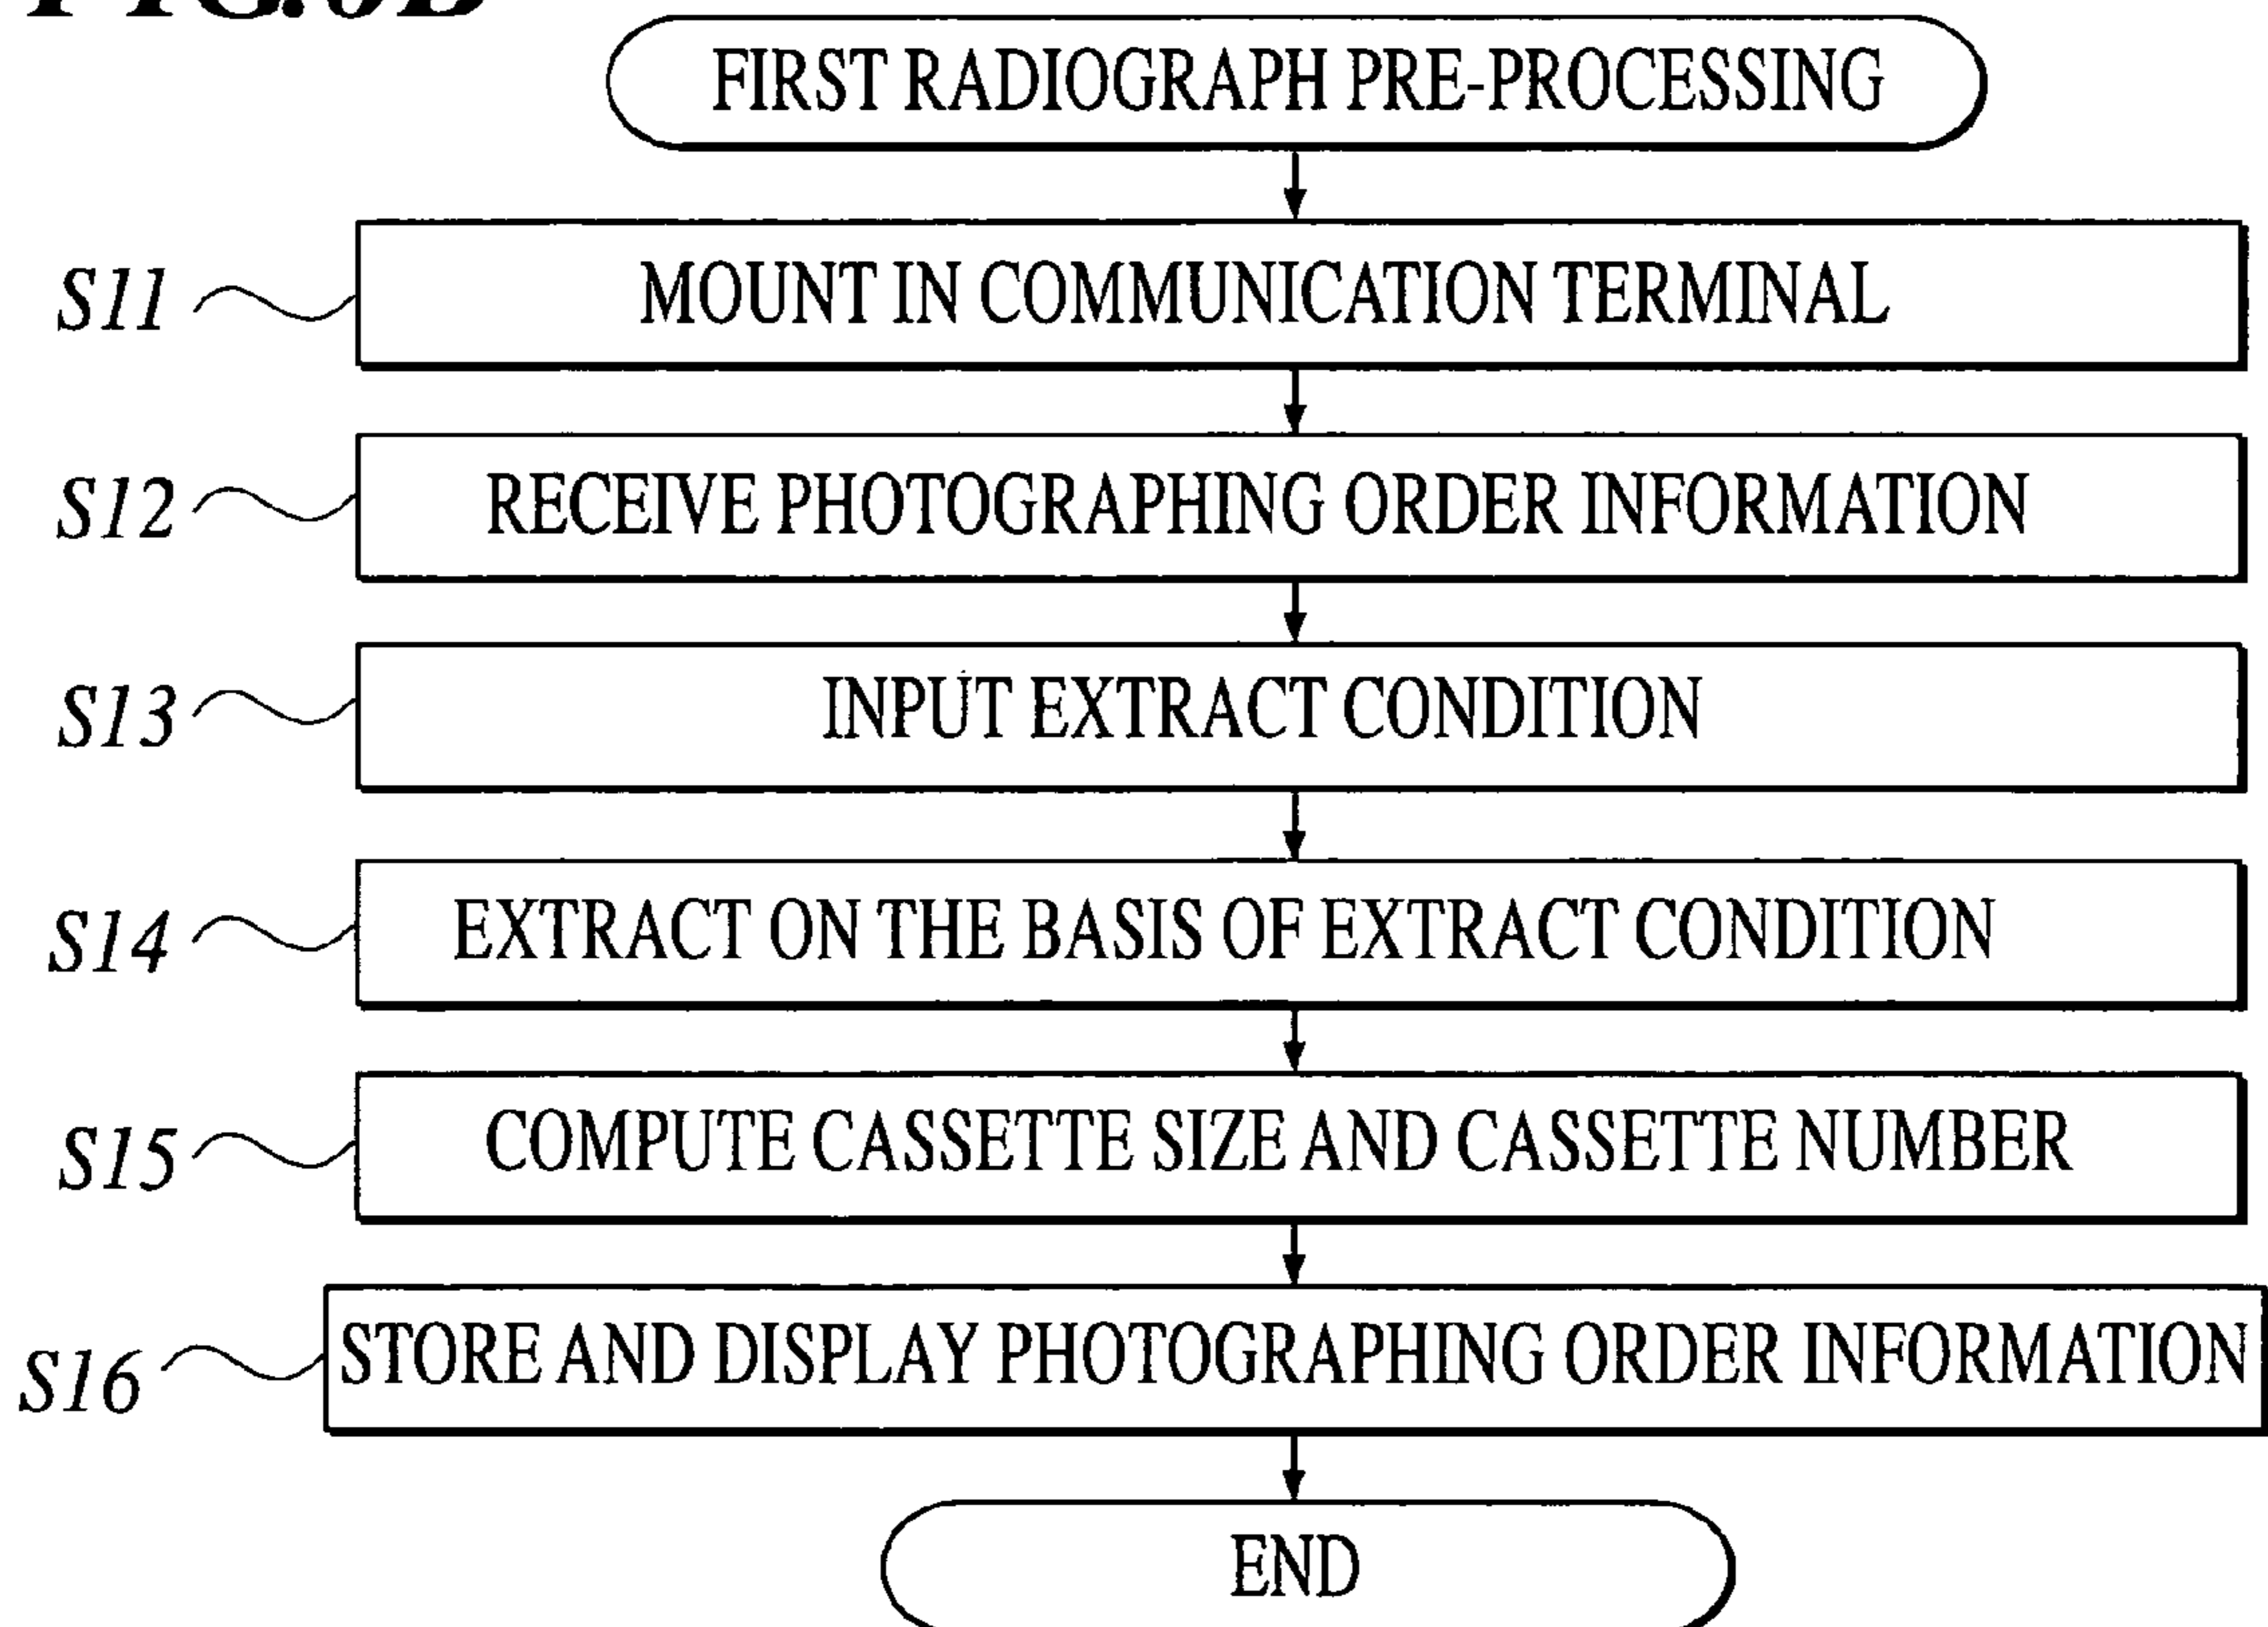 FIRST RADIOGRAPH PRE-PROCESSING
S11 MOUNT IN COMMUNICATION TERMINAL
S12 RECEIVE PHOTOGRAPHING ORDER INFORMATION
S13 INPUT EXTRACT CONDITION
S14 EXTRACT ON THE BASIS OF EXTRACT CONDITION
S15 COMPUTE CASSETTE SIZE AND CASSETTE NUMBER
S16 STORE AND DISPLAY PHOTOGRAPHING ORDER INFORMATION
END